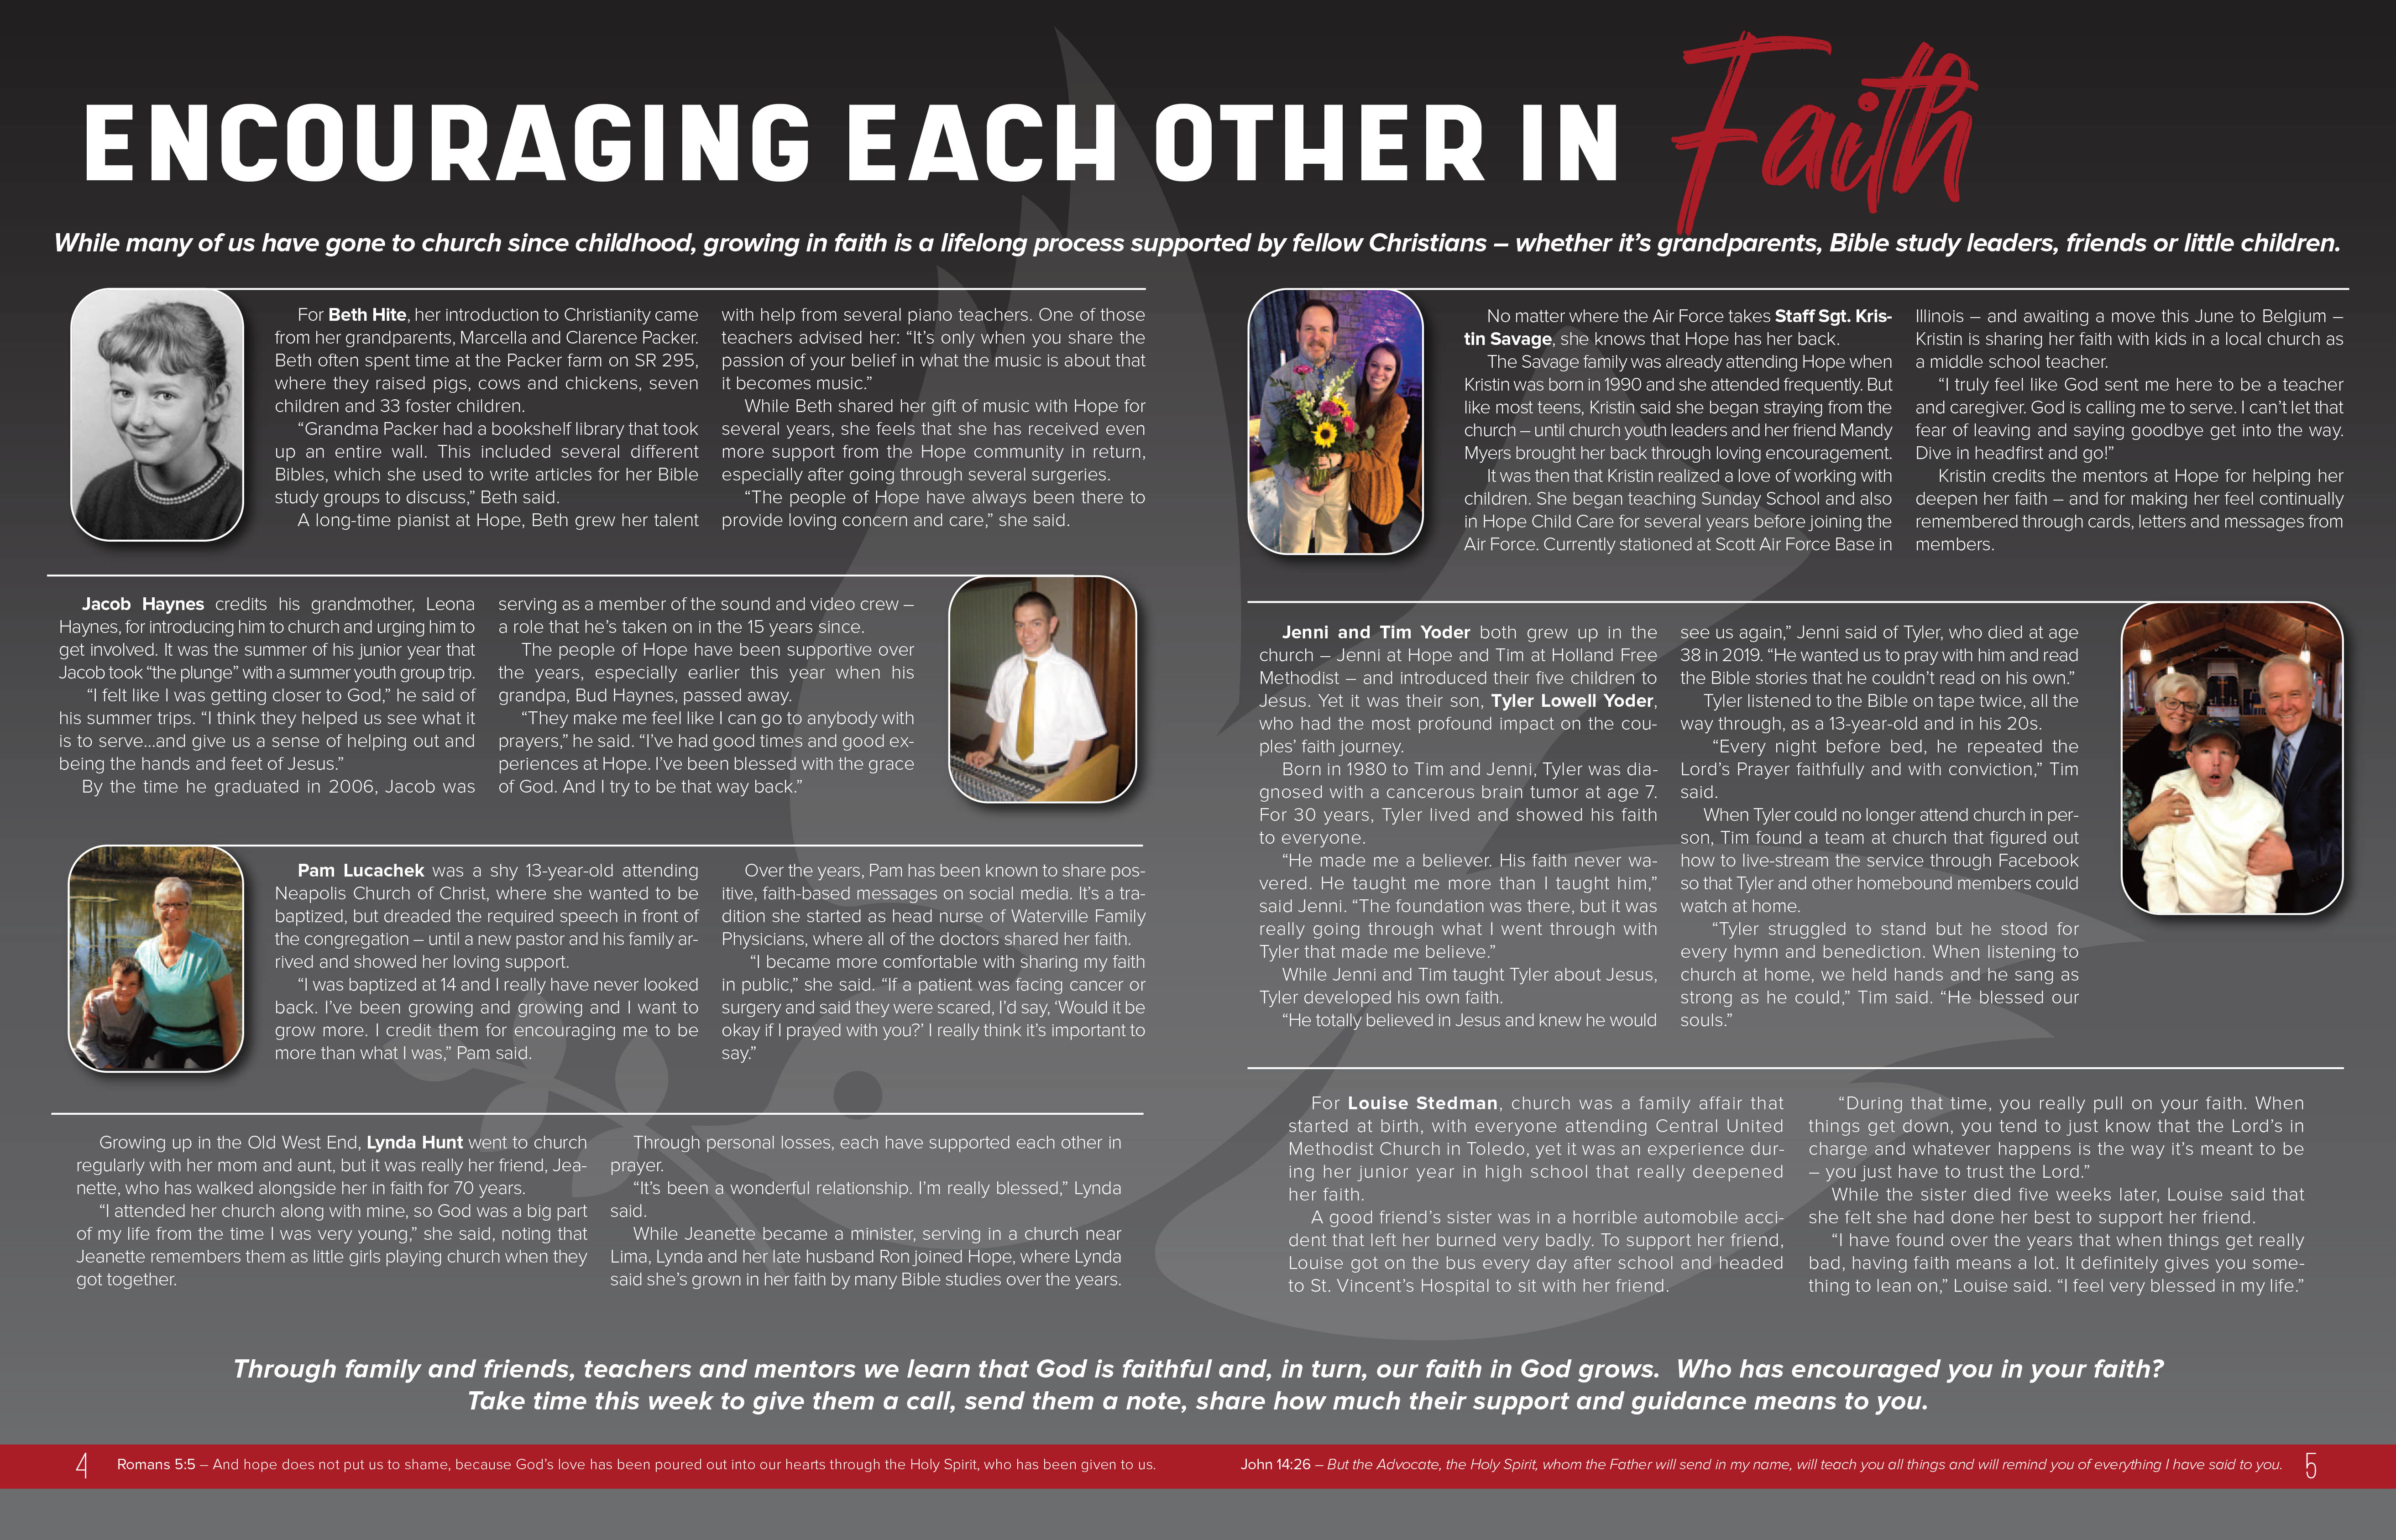 ENCOURAGING EACH OTHER IN Faith
While many of us have gone to church since childhood, growing in faith is a lifelong process supported by fellow Christians – whether it's grandparents, Bible study leaders, friends or little children.
For Beth Hite, her introduction to Christianity came
from her grandparents, Marcella and Clarence Packer.
Beth often spent time at the Packer farm on SR 295,
where they raised pigs, cows and chickens, seven
children and 33 foster children.
“Grandma Packer had a bookshelf library that took
up an entire wall. This included several different
Bibles, which she used to write articles for her Bible
study groups to discuss,” Beth said.
A long-time pianist at Hope, Beth grew her talent
with help from several piano teachers. One of those
teachers advised her: “It’s only when you share the
passion of your belief in what the music is about that
it becomes music.”
While Beth shared her gift of music with Hope for
several years, she feels that she has received even
more support from the Hope community in return,
especially after going through several surgeries.
“The people of Hope have always been there to
provide loving concern and care,” she said.
Jacob Haynes credits his grandmother, Leona
Haynes, for introducing him to church and urging him to
get involved. It was the summer of his junior year that
Jacob took “the plunge” with a summer youth group trip.
“I felt like I was getting closer to God,” he said of
his summer trips. “I think they helped us see what it
is to serve...and give us a sense of helping out and
being the hands and feet of Jesus.”
By the time he graduated in 2006, Jacob was
serving as a member of the sound and video crew –
a role that he’s taken on in the 15 years since.
The people of Hope have been supportive over
the years, especially earlier this year when his
grandpa, Bud Haynes, passed away.
“They make me feel like I can go to anybody with
prayers,” he said. “I’ve had good times and good ex-
periences at Hope. I’ve been blessed with the grace
of God. And I try to be that way back.”
Pam Lucachek was a shy 13-year-old attending
Neapolis Church of Christ, where she wanted to be
baptized, but dreaded the required speech in front of
the congregation – until a new pastor and his family ar-
rived and showed her loving support.
“I was baptized at 14 and I really have never looked
back. I’ve been growing and growing and I want to
grow more. I credit them for encouraging me to be
more than what I was,” Pam said.
Over the years, Pam has been known to share pos-
itive, faith-based messages on social media. It’s a tra-
dition she started as head nurse of Waterville Family
Physicians, where all of the doctors shared her faith.
“I became more comfortable with sharing my faith
in public,” she said. “If a patient was facing cancer or
surgery and said they were scared, I’d say, ‘Would it be
okay if I prayed with you?’ I really think it’s important to
say.”
Growing up in the Old West End, Lynda Hunt went to church
regularly with her mom and aunt, but it was really her friend, Jea-
nette, who has walked alongside her in faith for 70 years.
“I attended her church along with mine, so God was a big part
of my life from the time I was very young,” she said, noting that
Jeanette remembers them as little girls playing church when they
got together.
Through personal losses, each have supported each other in
prayer.
“It’s been a wonderful relationship. I’m really blessed,” Lynda
said.
While Jeanette became a minister, serving in a church near
Lima, Lynda and her late husband Ron joined Hope, where Lynda
said she’s grown in her faith by many Bible studies over the years.
No matter where the Air Force takes Staff Sgt. Kris-
tin Savage, she knows that Hope has her back.
The Savage family was already attending Hope when
Kristin was born in 1990 and she attended frequently. But
like most teens, Kristin said she began straying from the
church – until church youth leaders and her friend Mandy
Myers brought her back through loving encouragement.
It was then that Kristin realized a love of working with
children. She began teaching Sunday School and also
in Hope Child Care for several years before joining the
Air Force. Currently stationed at Scott Air Force Base in
Illinois – and awaiting a move this June to Belgium –
Kristin is sharing her faith with kids in a local church as
a middle school teacher.
“I truly feel like God sent me here to be a teacher
and caregiver. God is calling me to serve. I can’t let that
fear of leaving and saying goodbye get into the way.
Dive in headfirst and go!”
Kristin credits the mentors at Hope for helping her
deepen her faith – and for making her feel continually
remembered through cards, letters and messages from
members.
Jenni and Tim Yoder both grew up in the
church – Jenni at Hope and Tim at Holland Free
Methodist – and introduced their five children to
Jesus. Yet it was their son, Tyler Lowell Yoder,
who had the most profound impact on the cou-
ples’ faith journey.
Born in 1980 to Tim and Jenni, Tyler was dia-
gnosed with a cancerous brain tumor at age 7.
For 30 years, Tyler lived and showed his faith
to everyone.
“He made me a believer. His faith never wa-
vered. He taught me more than I taught him,”
said Jenni. “The foundation was there, but it was
really going through what I went through with
Tyler that made me believe.”
While Jenni and Tim taught Tyler about Jesus,
Tyler developed his own faith.
“He totally believed in Jesus and knew he would
see us again,” Jenni said of Tyler, who died at age
38 in 2019. “He wanted us to pray with him and read
the Bible stories that he couldn’t read on his own.”
Tyler listened to the Bible on tape twice, all the
way through, as a 13-year-old and in his 20s.
“Every night before bed, he repeated the
Lord’s Prayer faithfully and with conviction,” Tim
said.
When Tyler could no longer attend church in per-
son, Tim found a team at church that figured out
how to live-stream the service through Facebook
so that Tyler and other homebound members could
watch at home.
“Tyler struggled to stand but he stood for
every hymn and benediction. When listening to
church at home, we held hands and he sang as
strong as he could,” Tim said. “He blessed our
souls.”
For Louise Stedman, church was a family affair that
started at birth, with everyone attending Central United
Methodist Church in Toledo, yet it was an experience dur-
ing her junior year in high school that really deepened
her faith.
A good friend’s sister was in a horrible automobile acci-
dent that left her burned very badly. To support her friend,
Louise got on the bus every day after school and headed
to St. Vincent’s Hospital to sit with her friend.
“During that time, you really pull on your faith. When
things get down, you tend to just know that the Lord’s in
charge and whatever happens is the way it’s meant to be
– you just have to trust the Lord.”
While the sister died five weeks later, Louise said that
she felt she had done her best to support her friend.
“I have found over the years that when things get really
bad, having faith means a lot. It definitely gives you some-
thing to lean on,” Louise said. “I feel very blessed in my life.”
Through family and friends, teachers and mentors we learn that God is faithful and, in turn, our faith in God grows. Who has encouraged you in your faith?
Take time this week to give them a call, send them a note, share how much their support and guidance means to you.
4 Romans 5:5 – And hope does not put us to shame, because God’s love has been poured out into our hearts through the Holy Spirit, who has been given to us.
John 14:26 – But the Advocate, the Holy Spirit, whom the Father will send in my name, will teach you all things and will remind you of everything I have said to you. 5